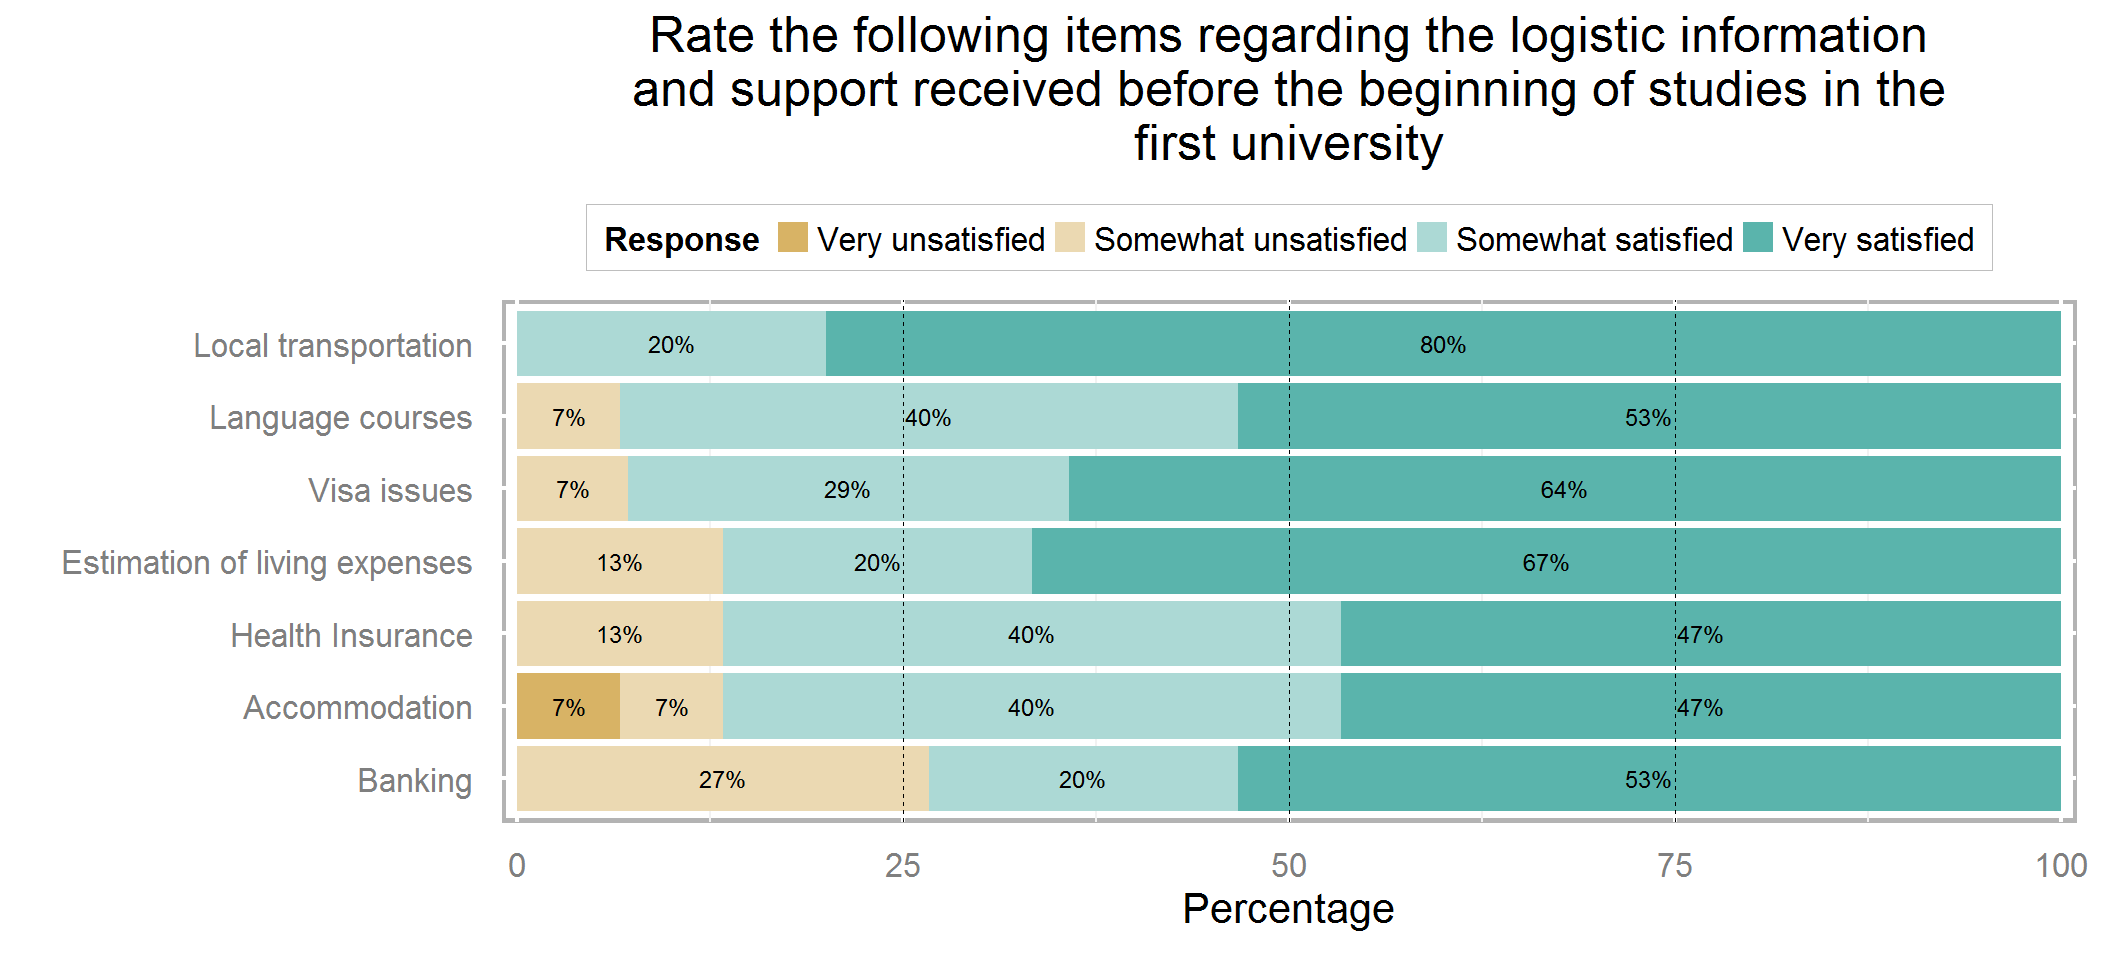 Rate the following items regarding the logistic information
and support received before the beginning of studies in the
first university
Response Very unsatisfied Somewhat unsatisfied Somewhat satisfied Very satisfied
Local transportation 20% 80%
Language courses 7% 40% 53%
Visa issues 7% 29% 64%
Estimation of living expenses 13% 20% 67%
Health Insurance 13% 40% 47%
Accommodation 7% 7% 40% 47%
Banking 27% 20% 53%
0 25 50 75 100
Percentage